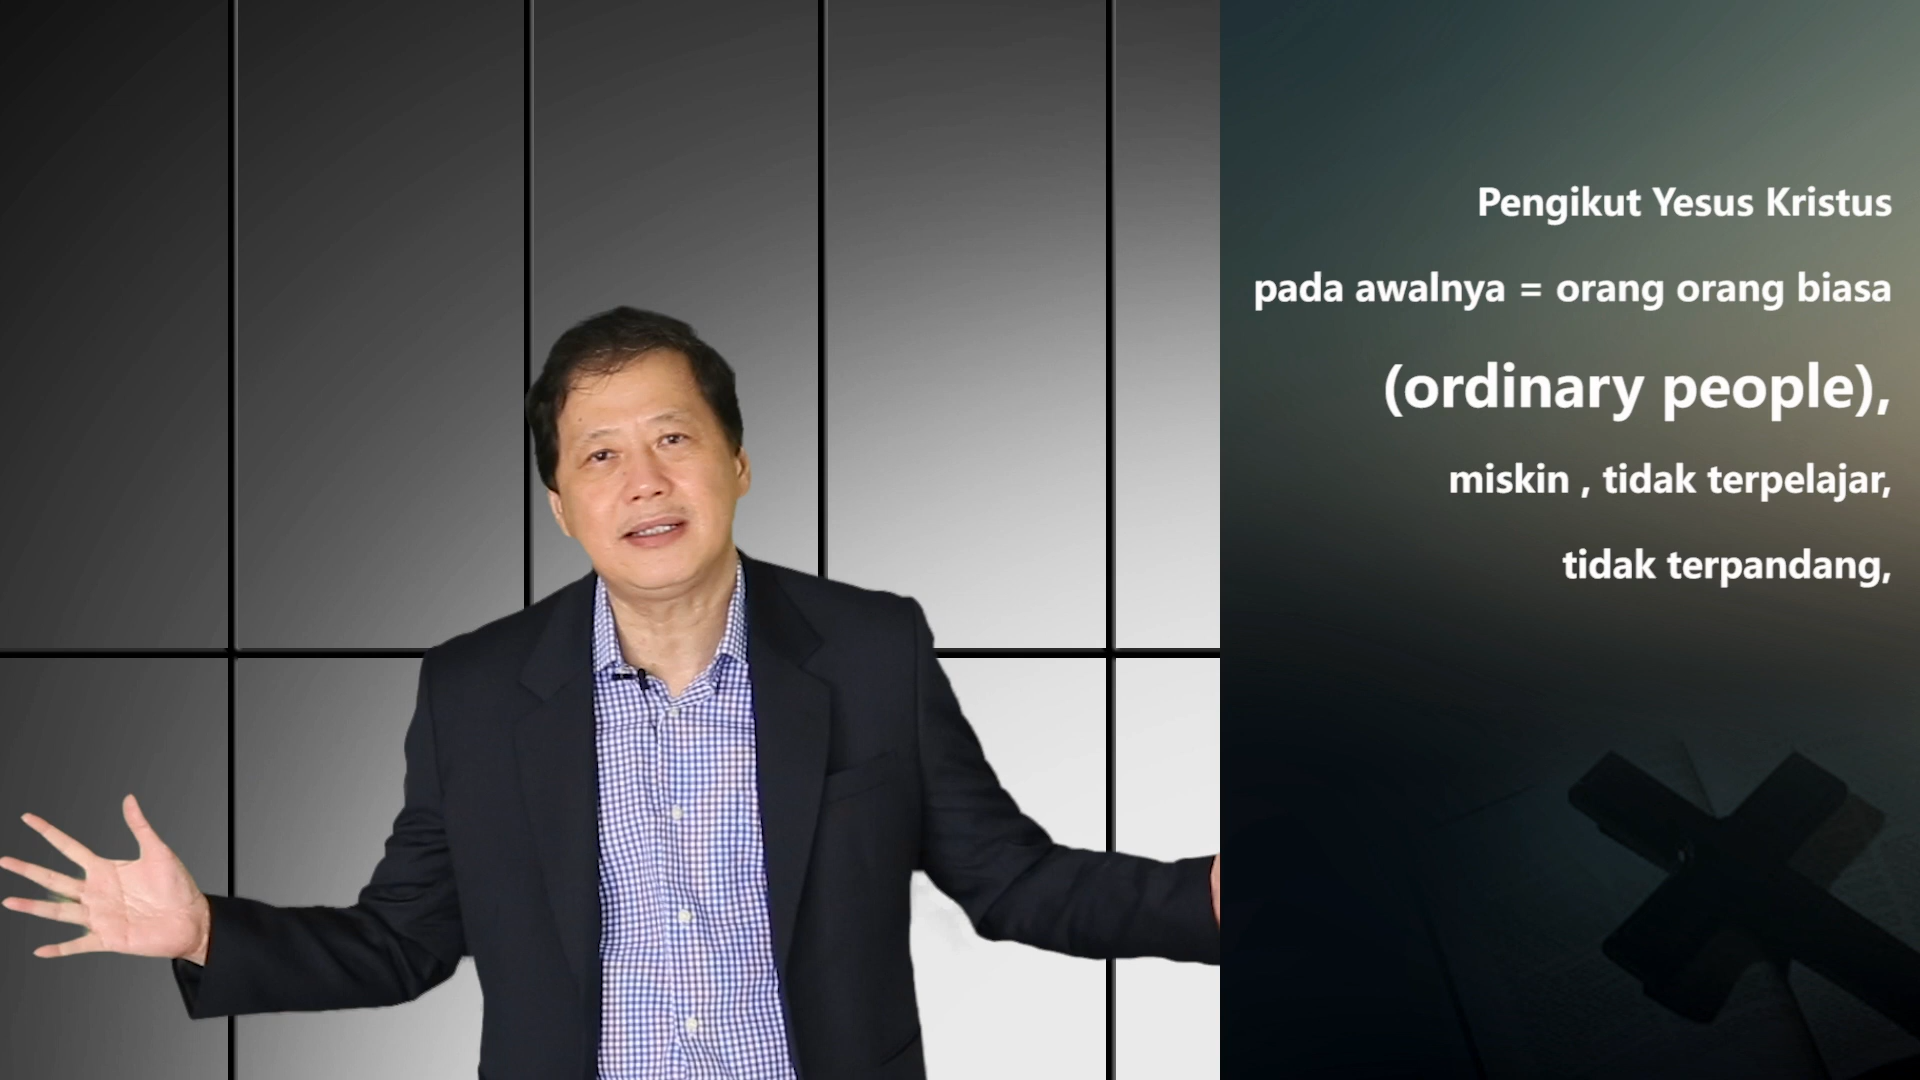 Pengikut Yesus Kristus
pada awalnya = orang orang biasa
(ordinary people),
miskin , tidak terpelajar,
tidak terpandang,